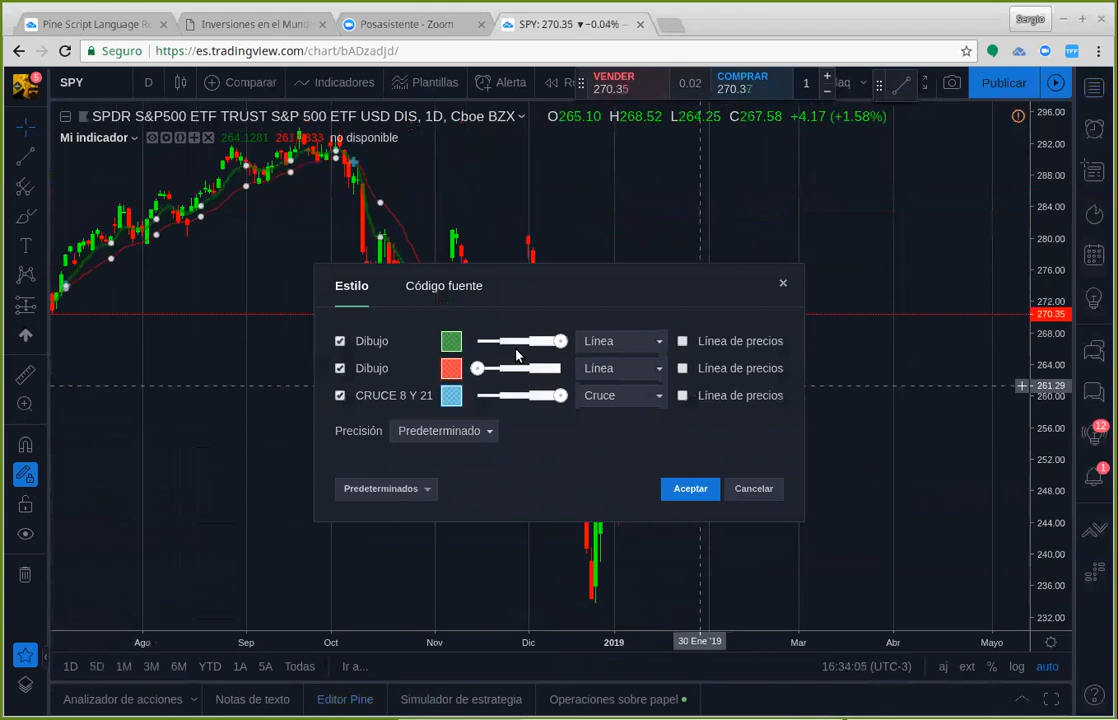 Pine Script Language Re
Inversiones en el Mund
Posasistente - Zoom
SPY: 270.35 ▼−0.04%
Sergio
Seguro
https://es.tradingview.com/chart/bADzadJd/
5
SPY
D
Comparar
Indicadores
Plantillas
Alerta
VENDER
270.35
0.02
COMPRAR
270.37
1
aq
Publicar
SPDR S&P500 ETF TRUST S&P 500 ETF USD DIS, 1D, Cboe BZX
O265.10 H268.52 L264.25 C267.58 +4.17 (+1.58%)
Mi indicador
264.1281
no disponible
296.00
292.00
288.00
284.00
280.00
276.00
272.00
270.35
268.00
264.00
261.29
260.00
256.00
252.00
248.00
244.00
240.00
236.00
232.00
Estilo
Código fuente
Dibujo
Línea
Línea de precios
Dibujo
Línea
Línea de precios
CRUCE 8 Y 21
Cruce
Línea de precios
Precisión
Predeterminado
Predeterminados
Aceptar
Cancelar
12
1
Ago
Sep
Oct
Nov
Dic
2019
30 Ene '19
Mar
Abr
Mayo
1D
5D
1M
3M
6M
YTD
1A
5A
Todas
Ir a...
16:34:05 (UTC-3)
aj
ext
%
log
auto
Analizador de acciones
Notas de texto
Editor Pine
Simulador de estrategia
Operaciones sobre papel